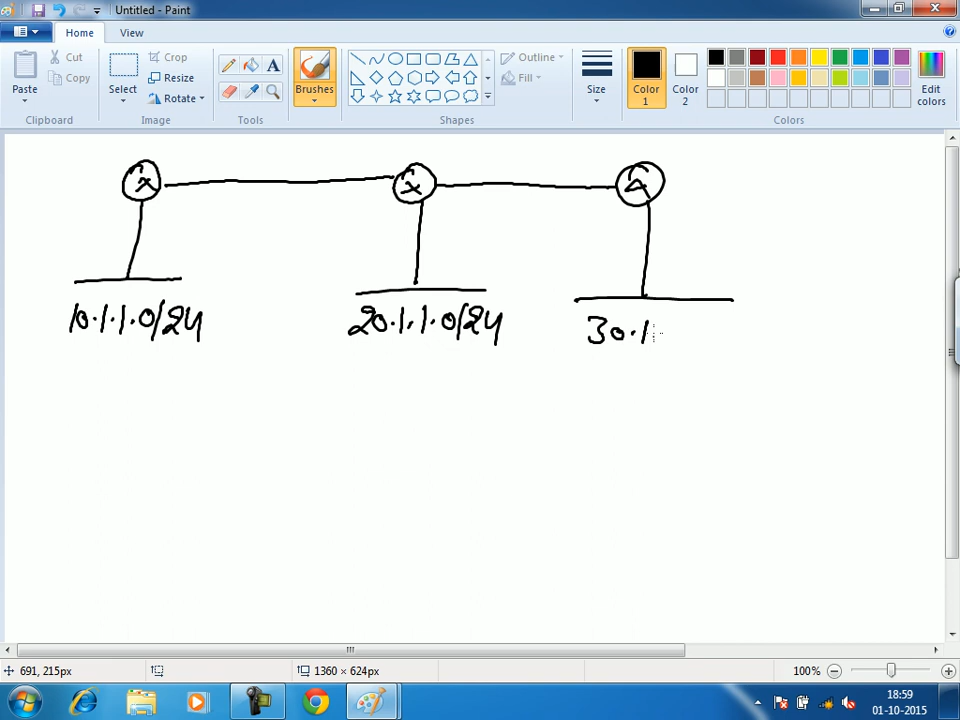 Untitled - Paint
Home
View
Paste
Cut
Copy
Clipboard
Select
Crop
Resize
Rotate
Image
Tools
Brushes
Shapes
Outline
Fill
Size
Color 1
Color 2
Edit colors
Colors
10.1.1.0/24
20.1.1.0/24
30.1.
691, 215px
1360 × 624px
100%
18:59
01-10-2015